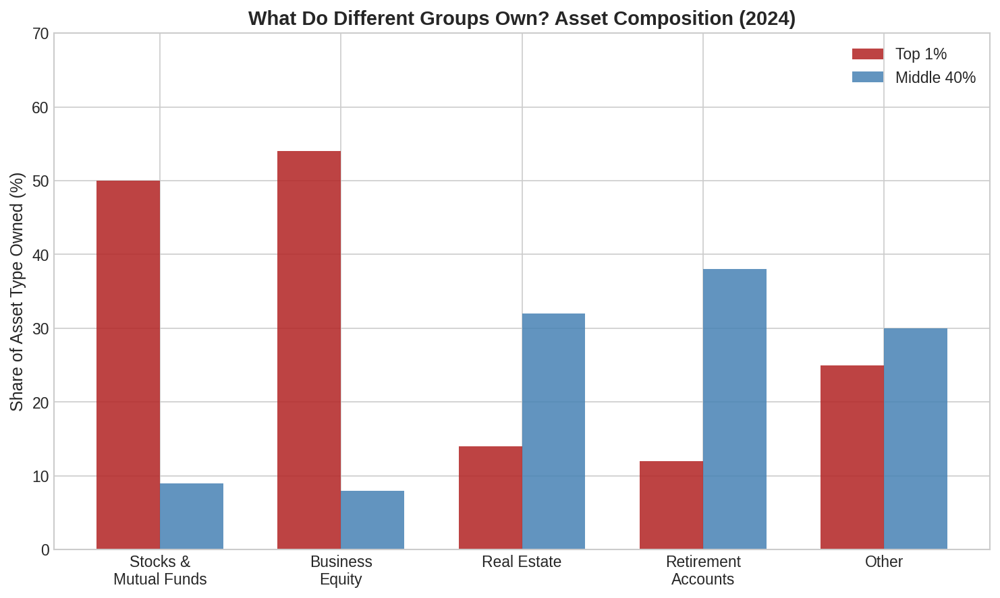 What Do Different Groups Own? Asset Composition (2024)
Top 1%
Middle 40%
Share of Asset Type Owned (%)
70
60
50
40
30
20
10
0
Stocks &
Mutual Funds
Business
Equity
Real Estate
Retirement
Accounts
Other